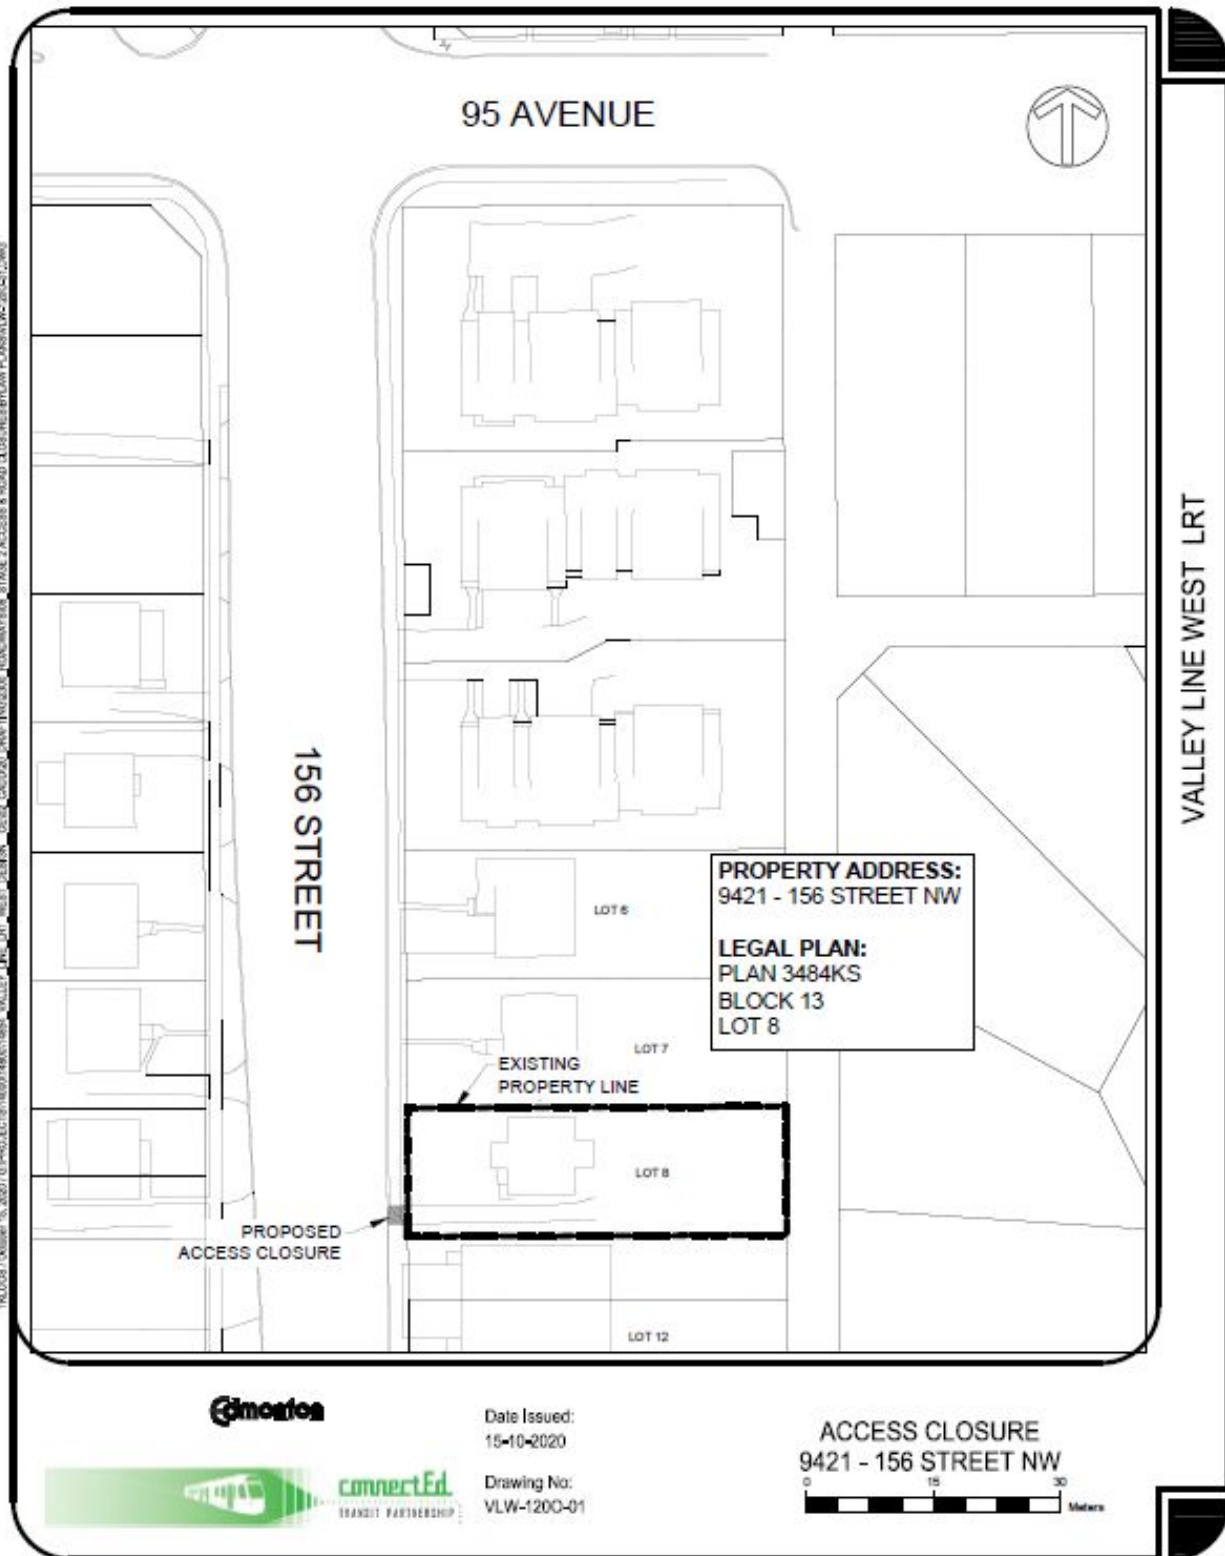 95 AVENUE
156 STREET
VALLEY LINE WEST LRT
LOT 6
PROPERTY ADDRESS:
9421 - 156 STREET NW
LEGAL PLAN:
PLAN 3484KS
BLOCK 13
LOT 8
LOT 7
EXISTING
PROPERTY LINE
LOT 8
PROPOSED
ACCESS CLOSURE
LOT 12
Edmonton
connectEd
TRANSIT PARTNERSHIP
Date Issued:
15-10-2020
Drawing No:
VLW-120O-01
ACCESS CLOSURE
9421 - 156 STREET NW
0 15 30
Meters